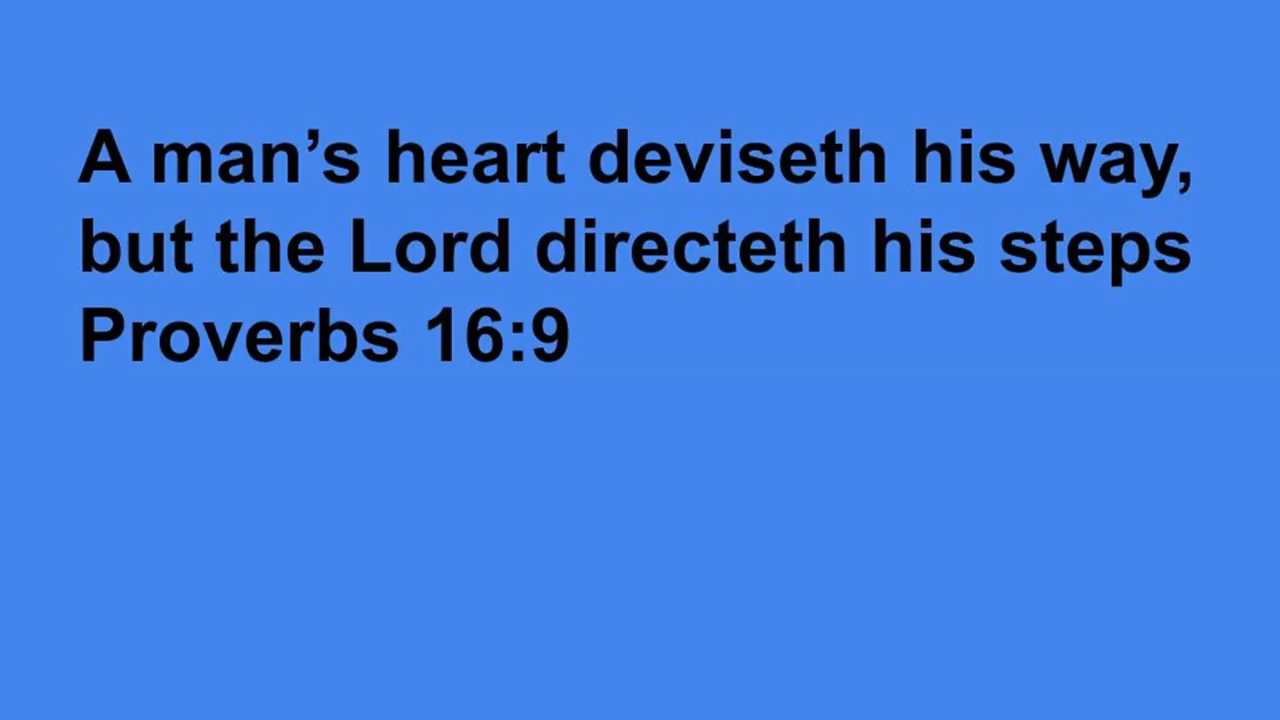 A man’s heart deviseth his way,
but the Lord directeth his steps
Proverbs 16:9